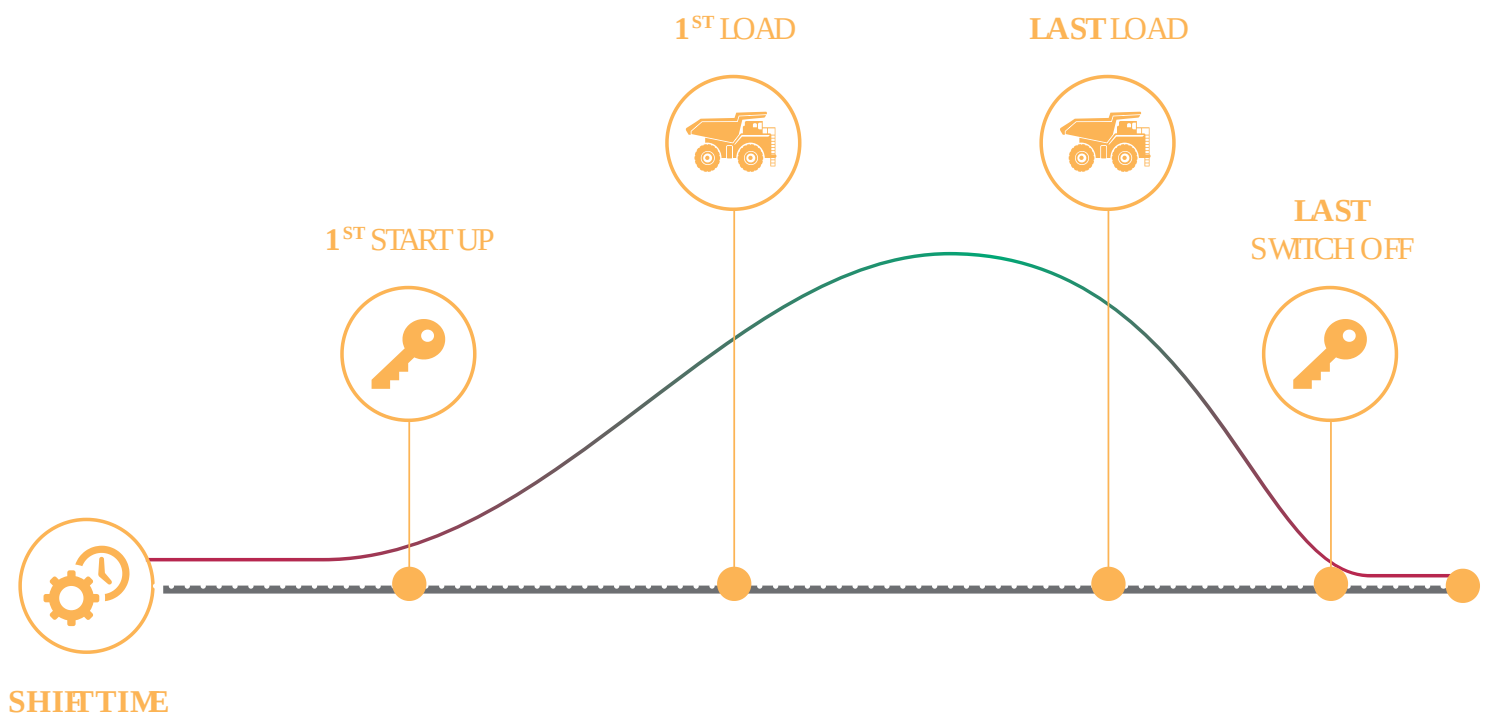 1ST LOAD
LAST LOAD
1ST START UP
LAST
SWITCH OFF
SHIFT TIME